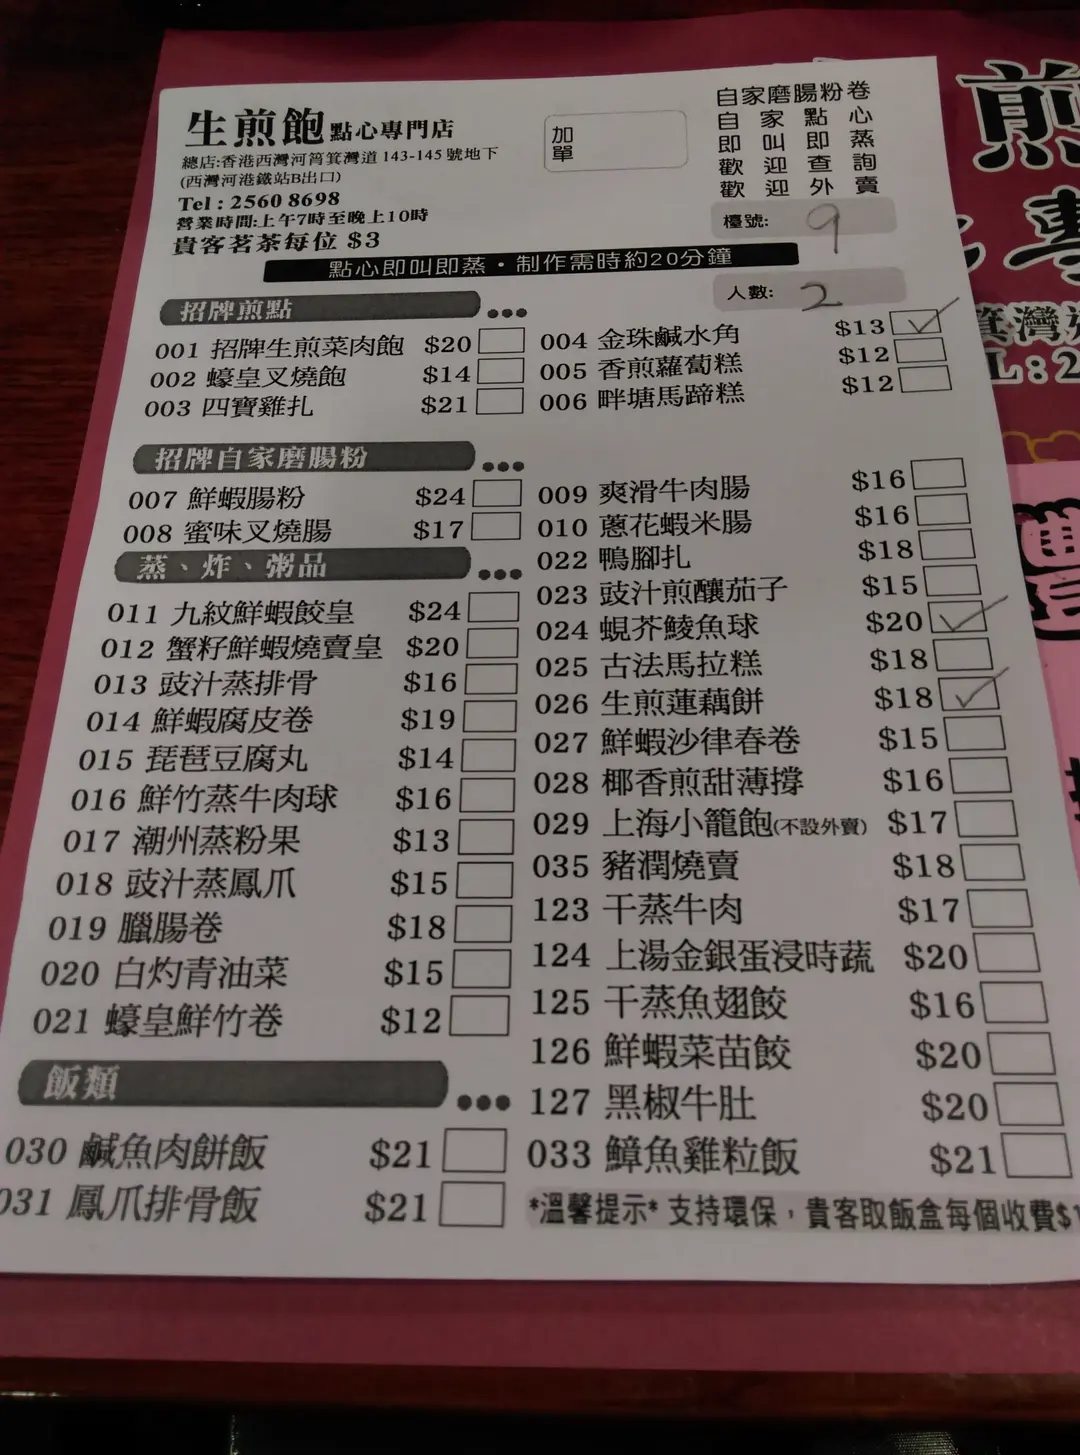 生煎飽點心專門店
總店:香港西灣河筲箕灣道 143-145 號地下
(西灣河港鐵站B出口)
Tel : 2560 8698
營業時間:上午7時至晚上10時
貴客茗茶每位 $3
加單
自家磨腸粉卷
自家點心
即叫即蒸
歡迎查詢
歡迎外賣
檯號: 9
點心即叫即蒸・制作需時約20分鐘
人數: 2
招牌煎點
001 招牌生煎菜肉飽 $20
002 蠔皇叉燒飽 $14
003 四寶雞扎 $21
004 金珠鹹水角 $13 ✓
005 香煎蘿蔔糕 $12
006 畔塘馬蹄糕 $12
招牌自家磨腸粉
007 鮮蝦腸粉 $24
008 蜜味叉燒腸 $17
蒸、炸、粥品
011 九紋鮮蝦餃皇 $24
012 蟹籽鮮蝦燒賣皇 $20
013 豉汁蒸排骨 $16
014 鮮蝦腐皮卷 $19
015 琵琶豆腐丸 $14
016 鮮竹蒸牛肉球 $16
017 潮州蒸粉果 $13
018 豉汁蒸鳳爪 $15
019 臘腸卷 $18
020 白灼青油菜 $15
021 蠔皇鮮竹卷 $12
009 爽滑牛肉腸 $16
010 蔥花蝦米腸 $16
022 鴨腳扎 $18
023 豉汁煎釀茄子 $15
024 蜆芥鯪魚球 $20 ✓
025 古法馬拉糕 $18
026 生煎蓮藕餅 $18 ✓
027 鮮蝦沙律春卷 $15
028 椰香煎甜薄撐 $16
029 上海小籠飽(不設外賣) $17
035 豬潤燒賣 $18
123 干蒸牛肉 $17
124 上湯金銀蛋浸時蔬 $20
125 干蒸魚翅餃 $16
126 鮮蝦菜苗餃 $20
127 黑椒牛肚 $20
033 鱆魚雞粒飯 $21
飯類
030 鹹魚肉餅飯 $21
031 鳳爪排骨飯 $21
*溫馨提示* 支持環保，貴客取飯盒每個收費$1
煎
專
箕灣
L : 2